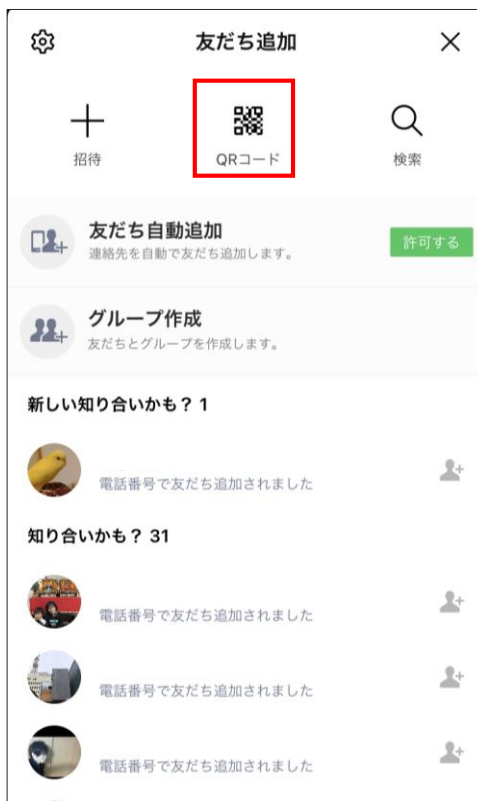 友だち追加
招待
QRコード
検索
友だち自動追加
連絡先を自動で友だち追加します。
許可する
グループ作成
友だちとグループを作成します。
新しい知り合いかも？ 1
電話番号で友だち追加されました
知り合いかも？ 31
電話番号で友だち追加されました
電話番号で友だち追加されました
電話番号で友だち追加されました